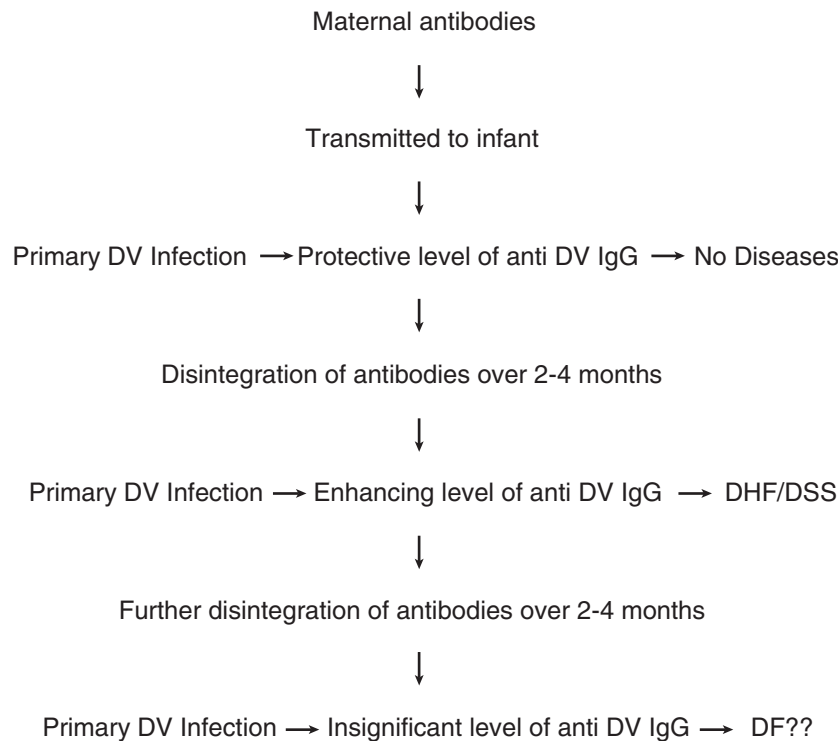 Maternal antibodies
Transmitted to infant
Primary DV Infection → Protective level of anti DV IgG → No Diseases
Disintegration of antibodies over 2-4 months
Primary DV Infection → Enhancing level of anti DV IgG → DHF/DSS
Further disintegration of antibodies over 2-4 months
Primary DV Infection → Insignificant level of anti DV IgG → DF??